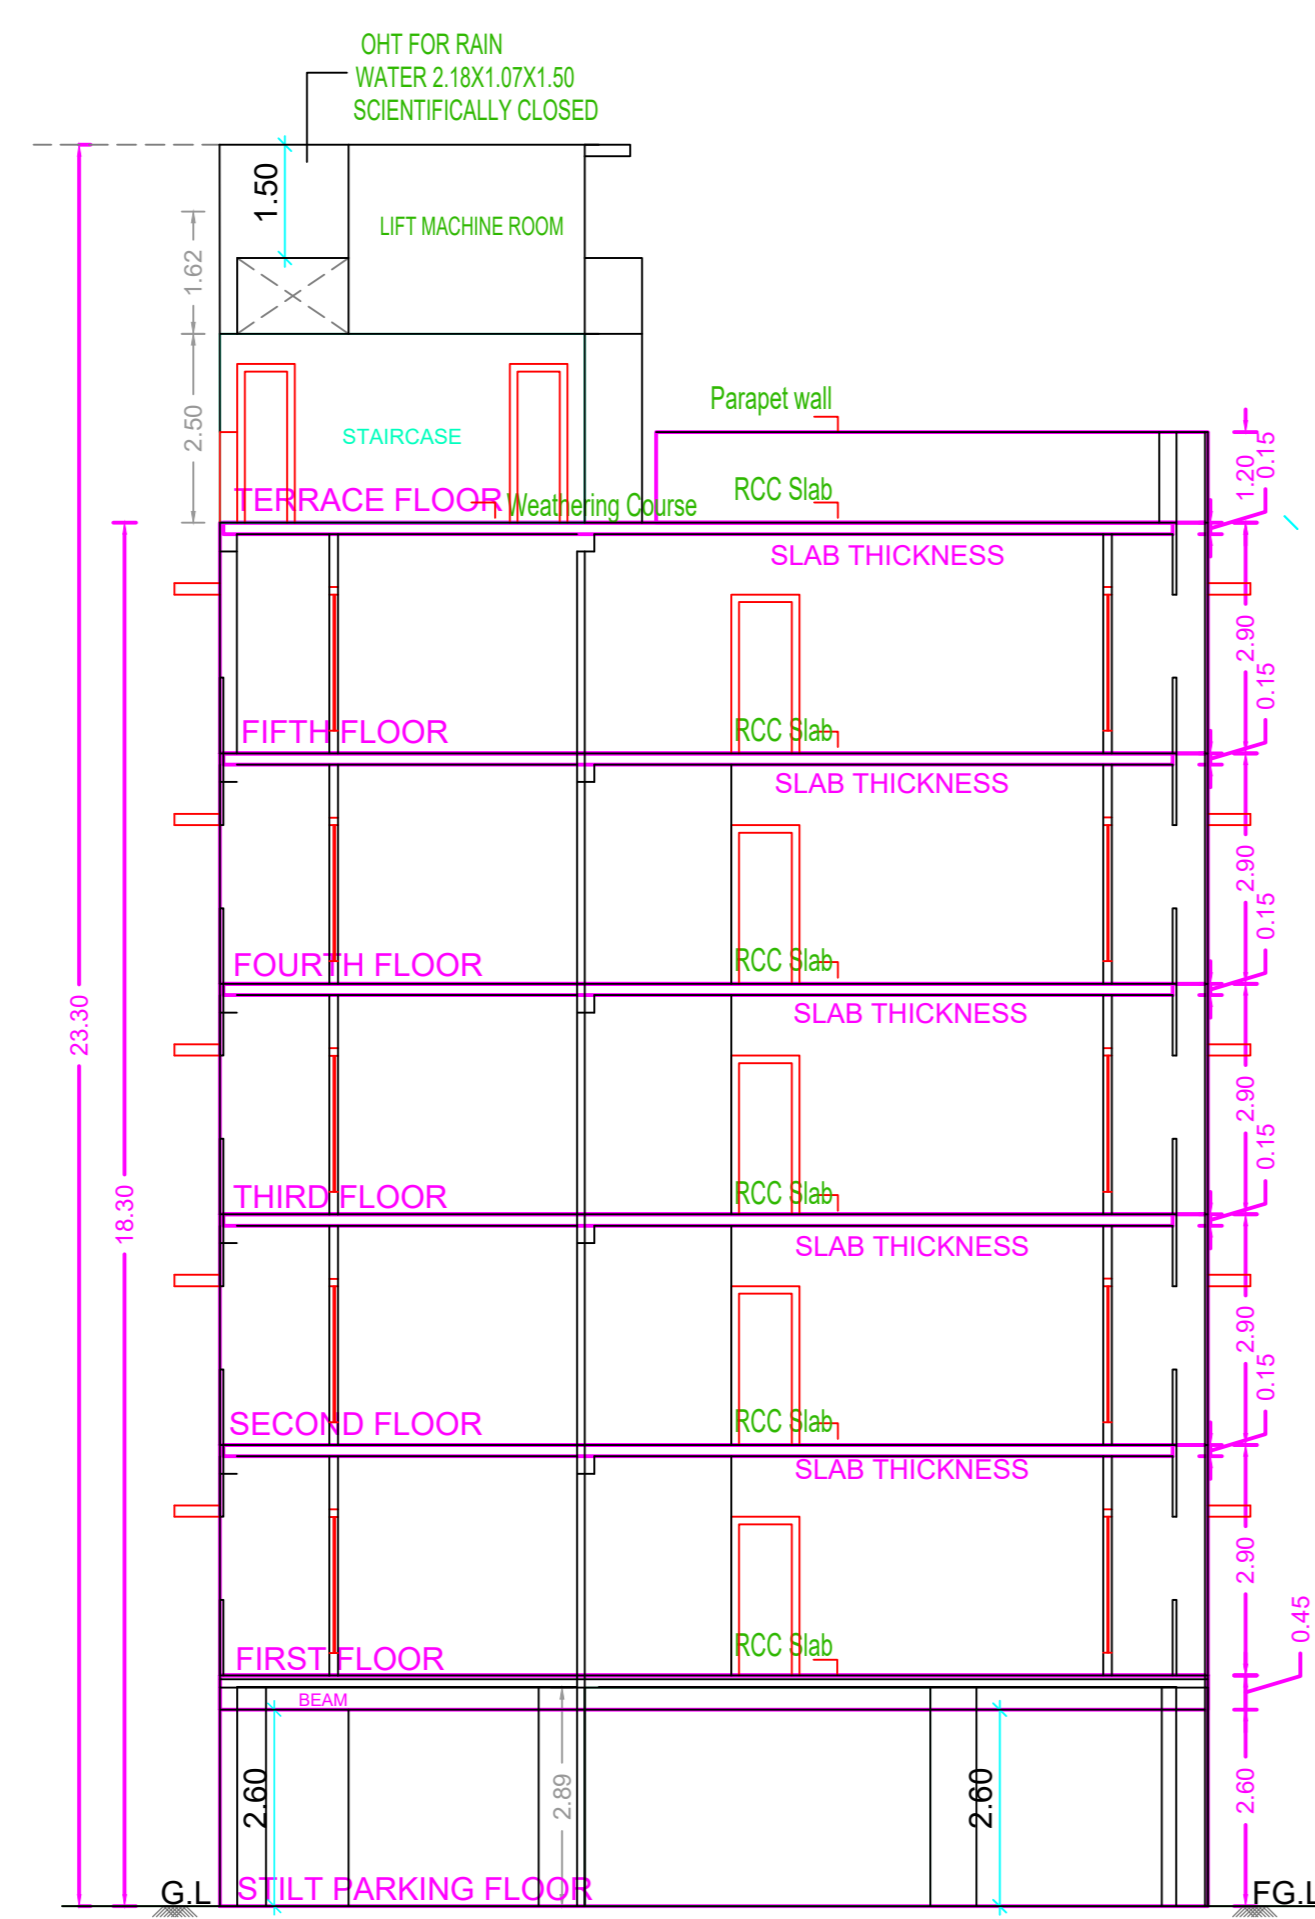 OHT FOR RAIN
WATER 2.18X1.07X1.50
SCIENTIFICALLY CLOSED
1.50
LIFT MACHINE ROOM
1.62
2.50
STAIRCASE
Parapet wall
1.20
0.15
TERRACE FLOOR
Weathering Course
RCC Slab
SLAB THICKNESS
2.90
0.15
FIFTH FLOOR
RCC Slab
SLAB THICKNESS
2.90
0.15
FOURTH FLOOR
RCC Slab
SLAB THICKNESS
23.30
2.90
0.15
18.30
THIRD FLOOR
RCC Slab
SLAB THICKNESS
2.90
0.15
SECOND FLOOR
RCC Slab
SLAB THICKNESS
2.90
0.45
FIRST FLOOR
RCC Slab
BEAM
2.60
2.89
2.60
2.60
G.L
STILT PARKING FLOOR
FG.L